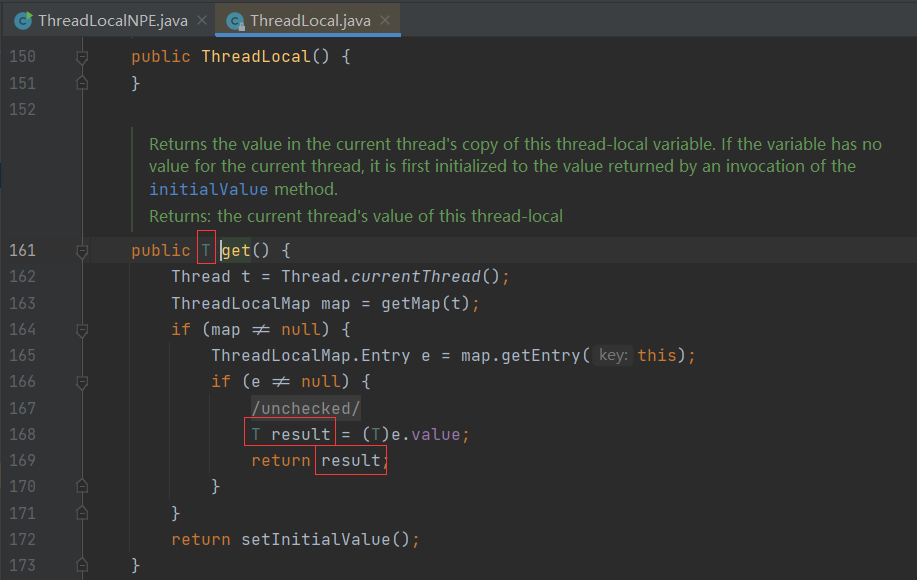 ThreadLocalNPE.java ThreadLocal.java
150 public ThreadLocal() {
151 }
152
Returns the value in the current thread's copy of this thread-local variable. If the variable has no
value for the current thread, it is first initialized to the value returned by an invocation of the
initialValue method.
Returns: the current thread's value of this thread-local
161 public T get() {
162 Thread t = Thread.currentThread();
163 ThreadLocalMap map = getMap(t);
164 if (map ≠ null) {
165 ThreadLocalMap.Entry e = map.getEntry( key: this);
166 if (e ≠ null) {
167 /unchecked/
168 T result = (T)e.value;
169 return result;
170 }
171 }
172 return setInitialValue();
173 }